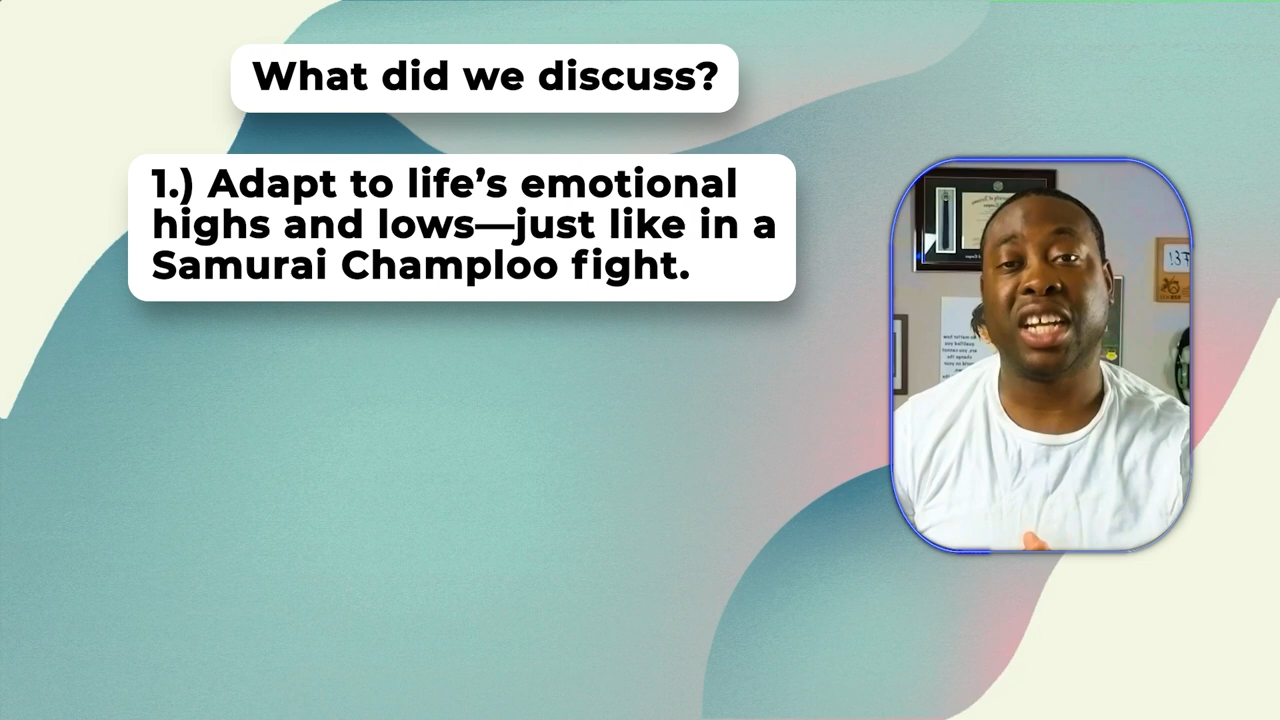 What did we discuss?
1.) Adapt to life’s emotional
highs and lows—just like in a
Samurai Champloo fight.